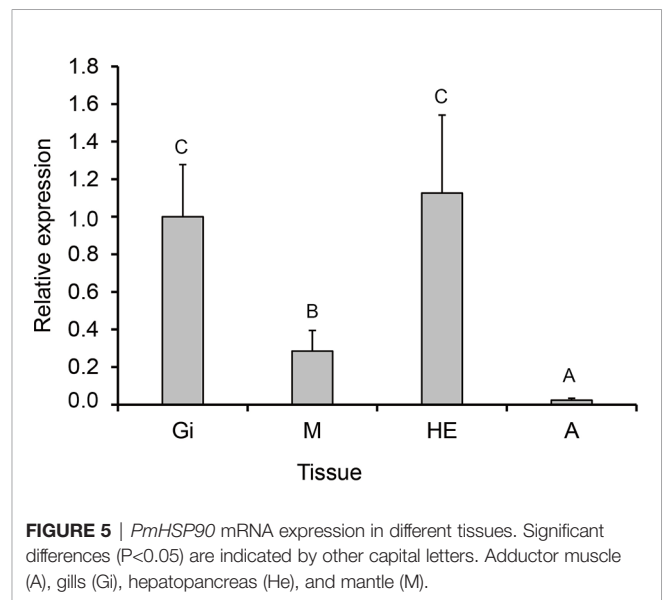 1.8
1.6
C
C
1.4
1.2
1.0
0.8
0.6
B
0.4
0.2
A
0.0
Relative expression
Gi M HE A
Tissue
FIGURE 5 | PmHSP90 mRNA expression in different tissues. Significant
differences (P<0.05) are indicated by other capital letters. Adductor muscle
(A), gills (Gi), hepatopancreas (He), and mantle (M).